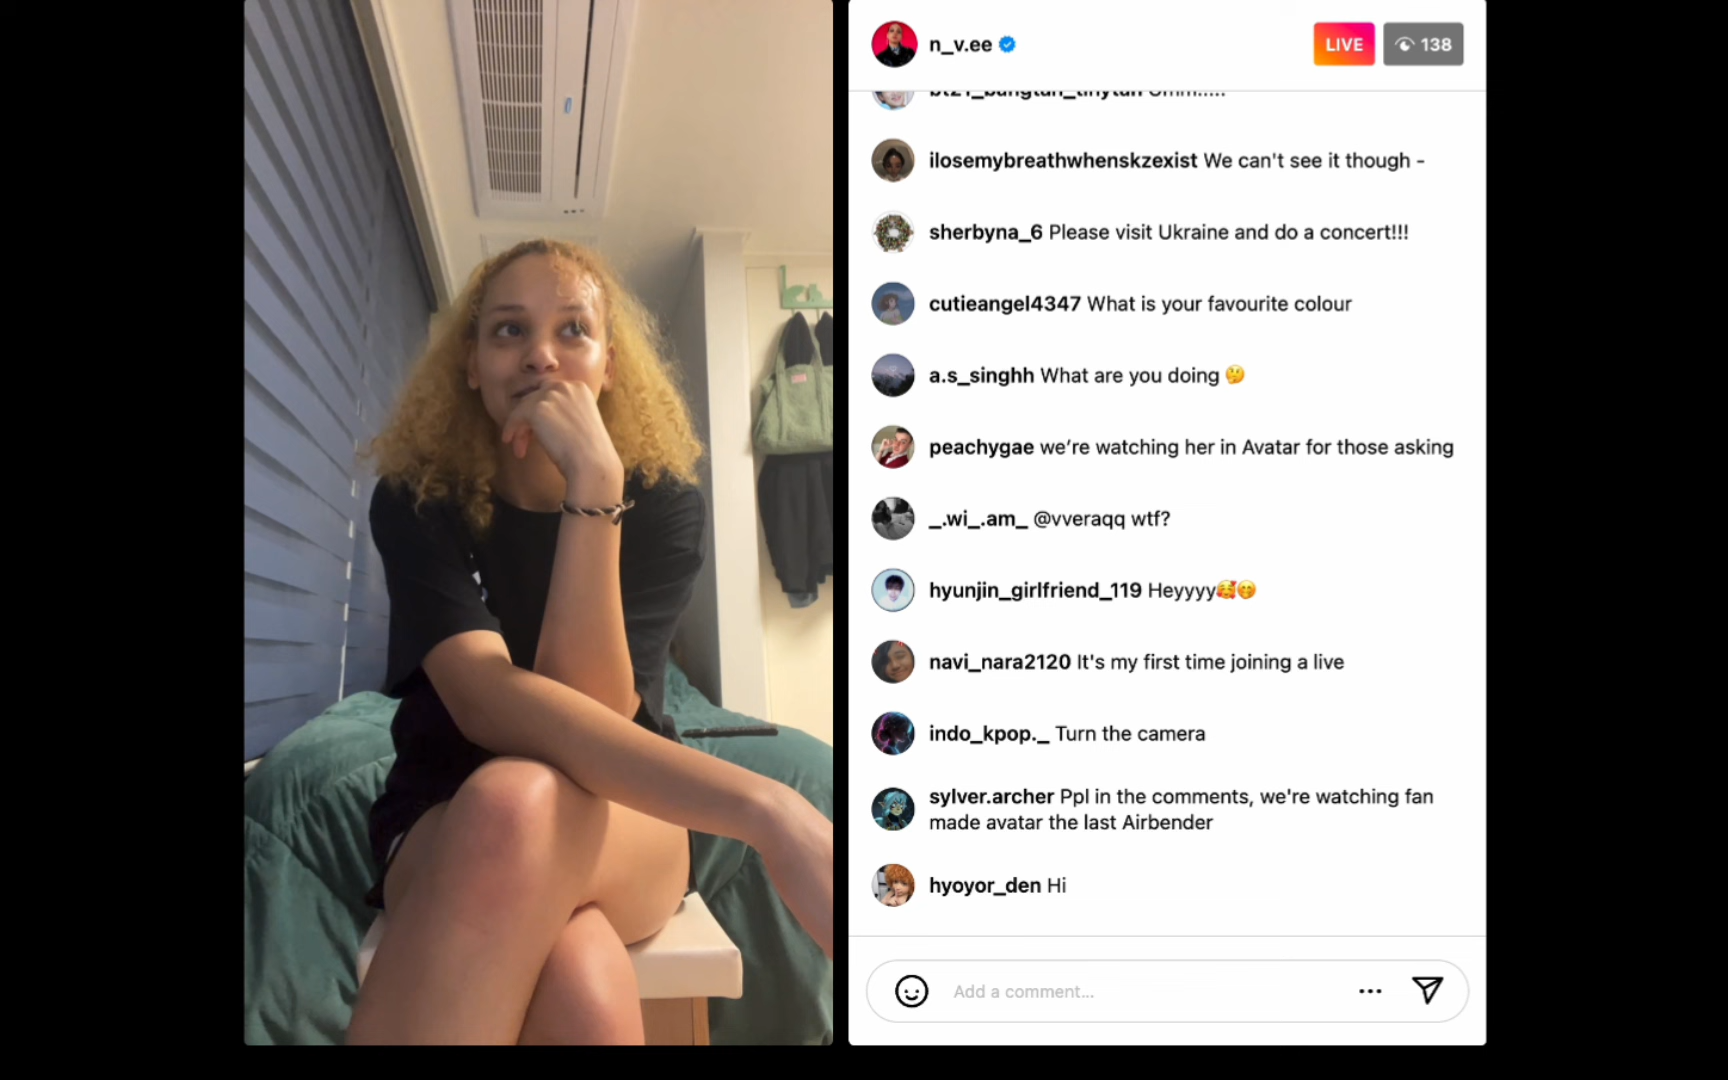 n_v.ee
LIVE
138
ilosemybreathwhenskzexist We can't see it though -
sherbyna_6 Please visit Ukraine and do a concert!!!
cutieangel4347 What is your favourite colour
a.s_singhh What are you doing 🤔
peachygae we’re watching her in Avatar for those asking
_.wi_.am_ @vveraqq wtf?
hyunjin_girlfriend_119 Heyyyy🥰🤭
navi_nara2120 It's my first time joining a live
indo_kpop._ Turn the camera
sylver.archer Ppl in the comments, we're watching fan
made avatar the last Airbender
hyoyor_den Hi
Add a comment...